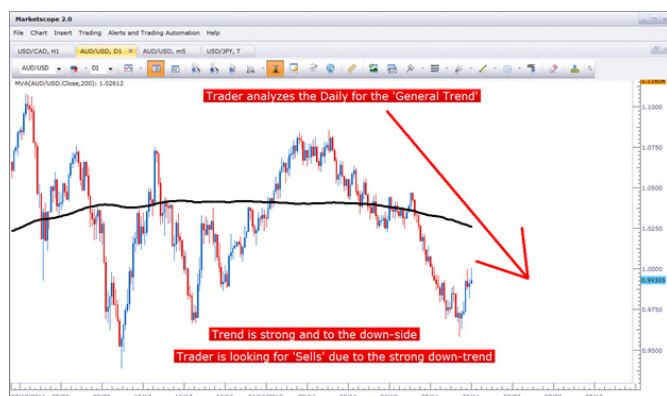 Marketscope 2.0
File Chart Insert Trading Alerts and Trading Automation Help
USD/CAD, H1 AUD/USD, D1 AUD/USD, m5 USD/JPY, T
AUD/USD D1
MVA(AUD/USD.Close,200): 1.02612
Trader analyzes the Daily for the 'General Trend'
1.1000
1.0750
1.0500
1.0250
1.0000
0.99305
0.9750
0.9500
Trend is strong and to the down-side
Trader is looking for 'Sells' due to the strong down-trend